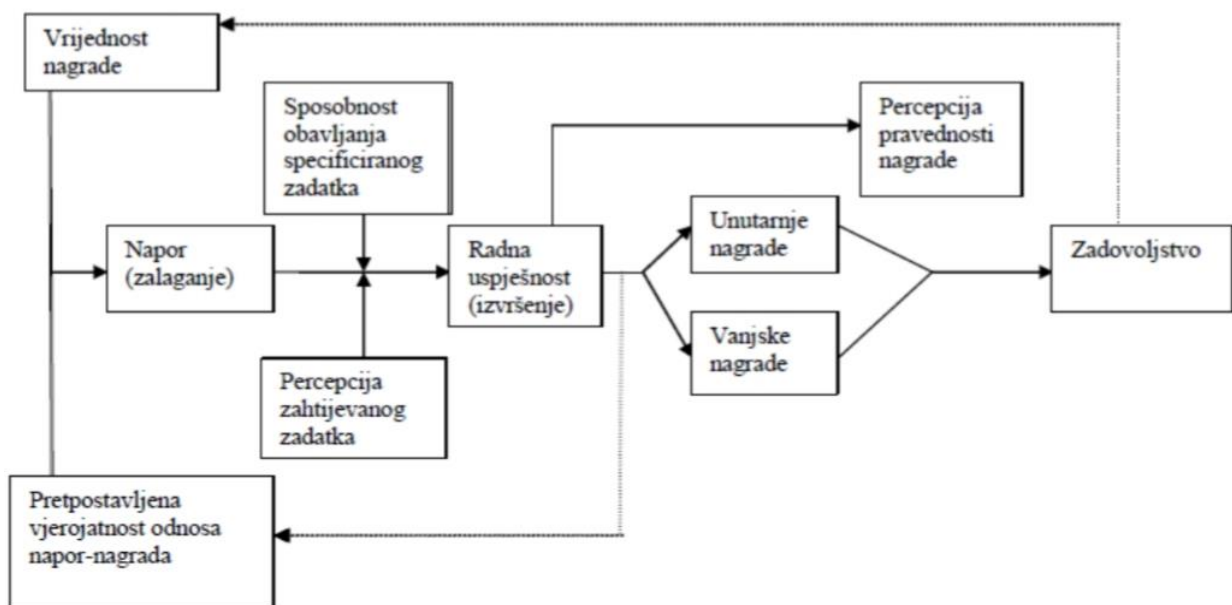 Vrijednost
nagrade
Sposobnost
obavljanja
specificiranog
zadatka
Percepcija
pravednosti
nagrade
Napor
(zalaganje)
Radna
uspješnost
(izvršenje)
Unutarnje
nagrade
Zadovoljstvo
Vanjske
nagrade
Percepcija
zahtijevanog
zadatka
Pretpostavljena
vjerojatnost odnosa
napor-nagrada